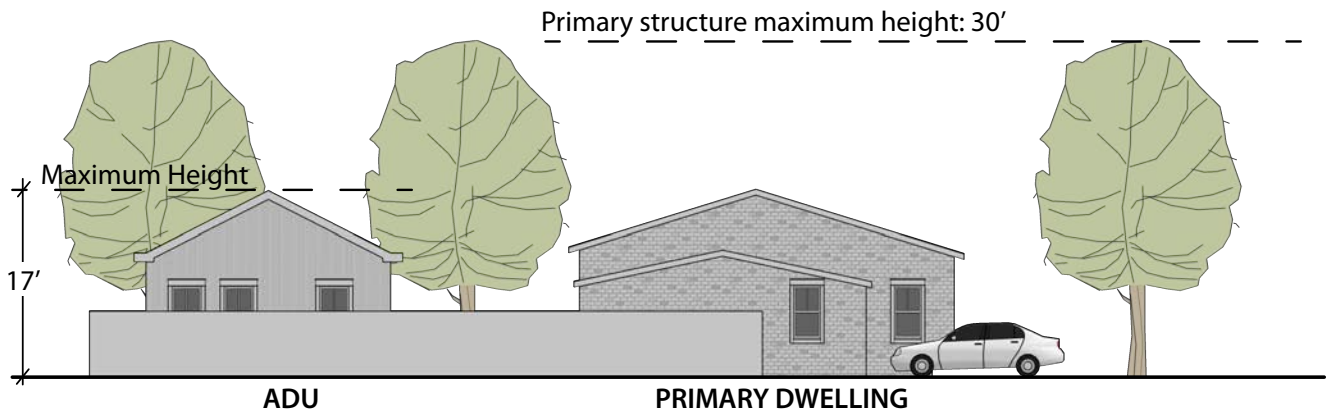 Primary structure maximum height: 30’
Maximum Height
17’
ADU
PRIMARY DWELLING